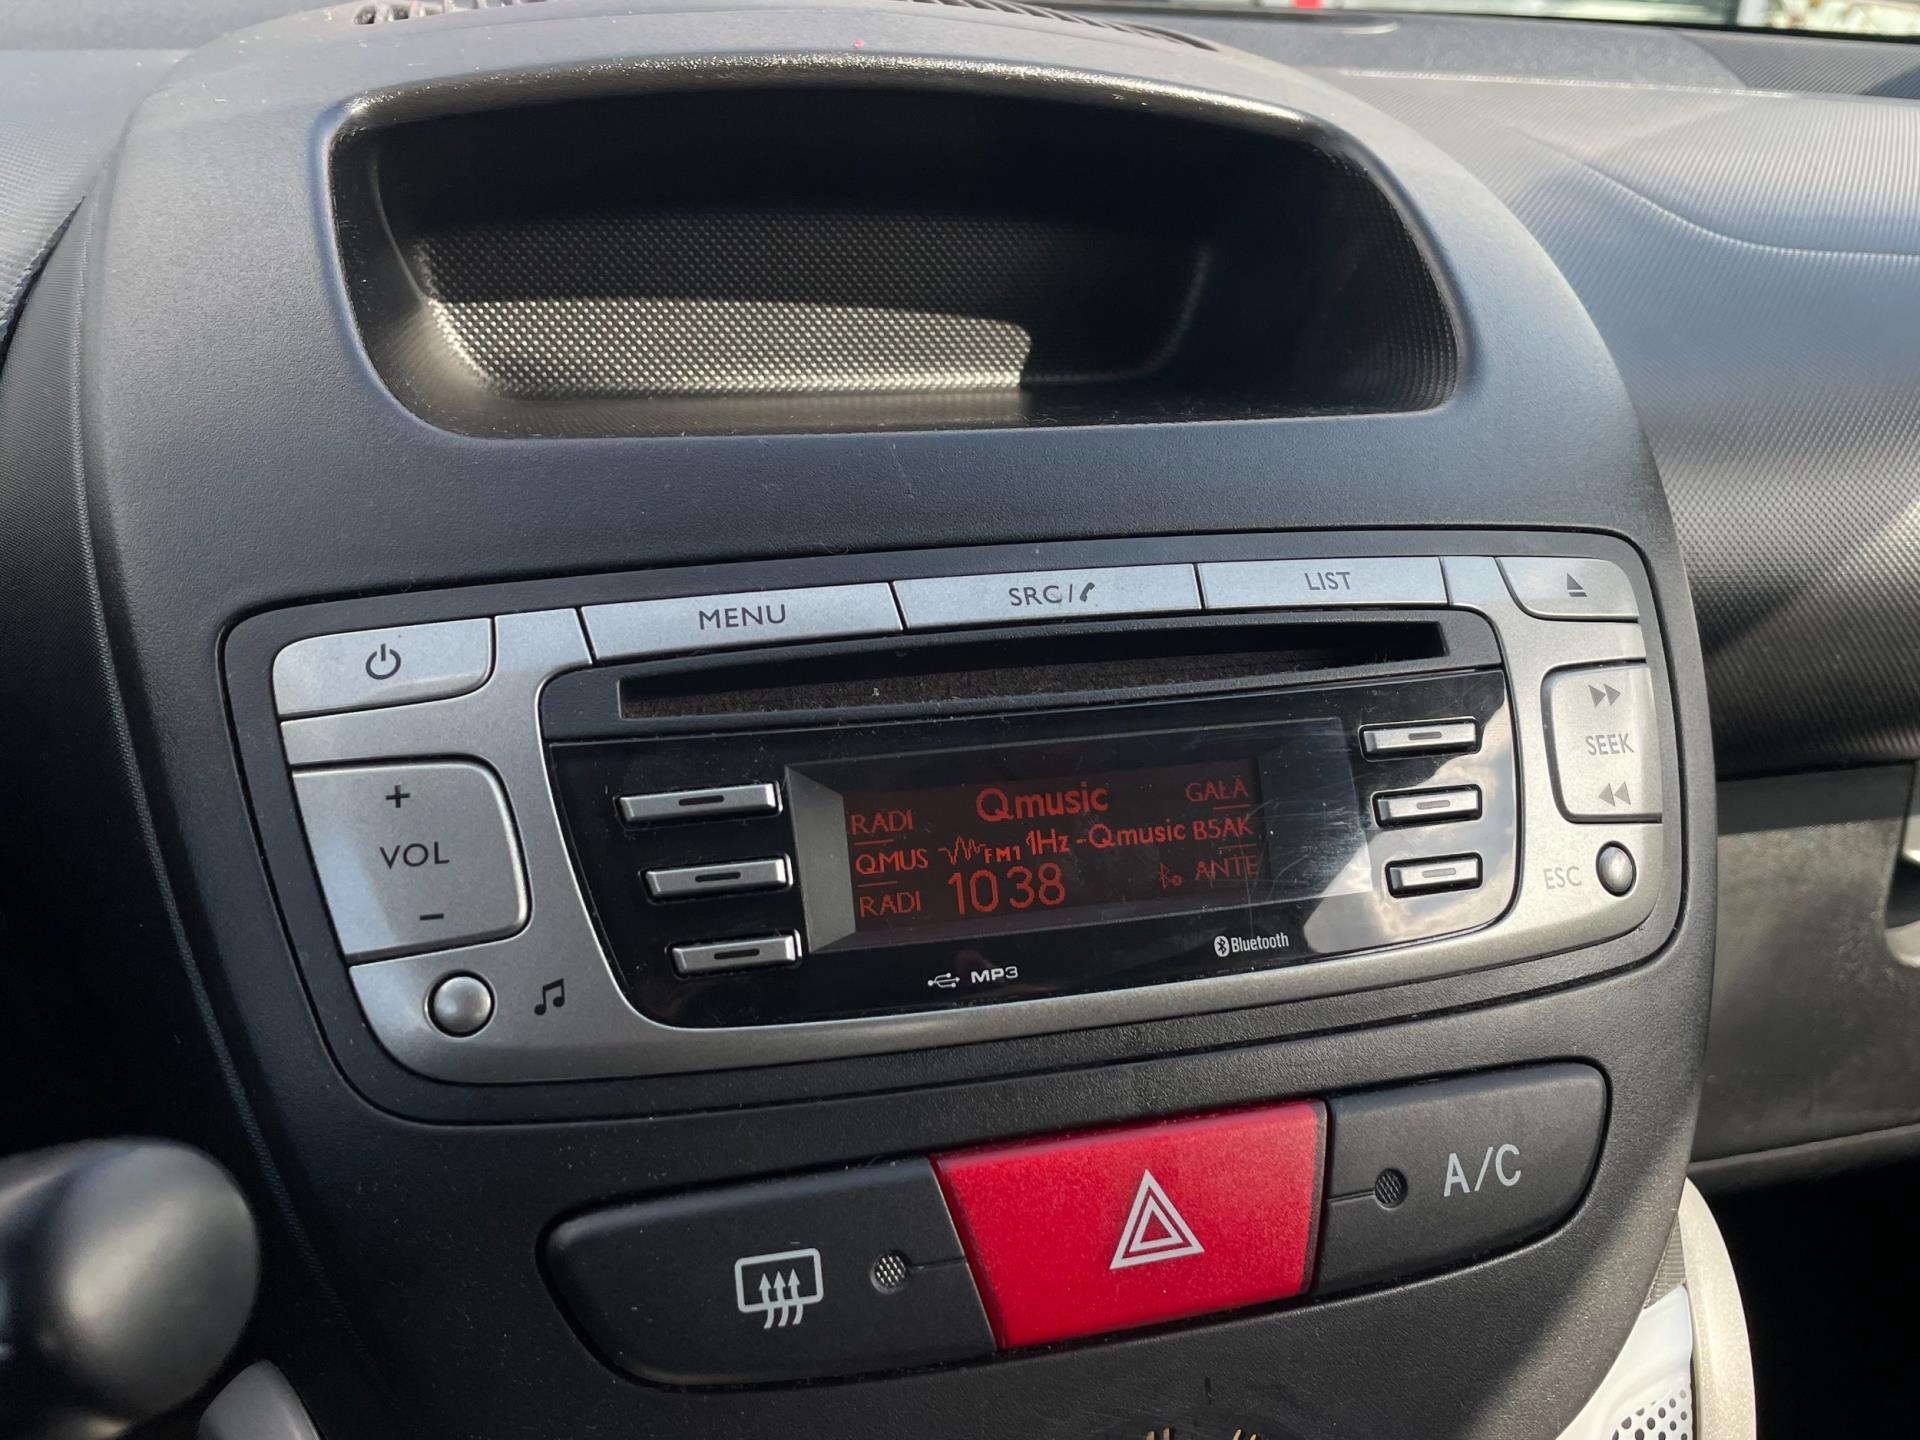 MENU
SRC/
LIST
+
VOL
−
SEEK
ESC
RADI
Qmusic
GALA
QMUS
FM1
1Hz-Qmusic
B5AK
RADI
1038
ANTE
MP3
Bluetooth
A/C